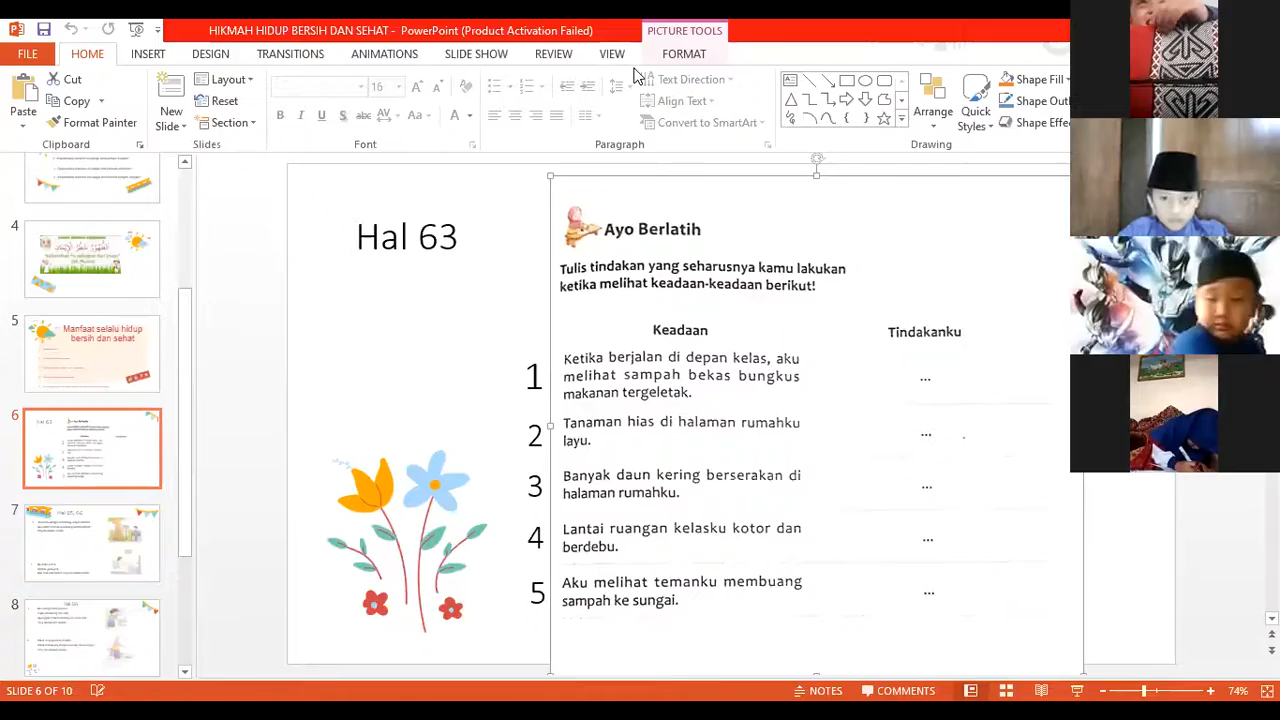 HIKMAH HIDUP BERSIH DAN SEHAT - PowerPoint (Product Activation Failed)
PICTURE TOOLS
FILE
HOME
INSERT
DESIGN
TRANSITIONS
ANIMATIONS
SLIDE SHOW
REVIEW
VIEW
FORMAT
Paste
Cut
Copy
Format Painter
Clipboard
New Slide
Layout
Reset
Section
Slides
16
Font
Text Direction
Align Text
Convert to SmartArt
Paragraph
Arrange
Quick Styles
Shape Fill
Shape Out
Shape Effe
Drawing
4
5
Manfaat selalu hidup
bersih dan sehat
6
7
8
Hal 63
Ayo Berlatih
Tulis tindakan yang seharusnya kamu lakukan
ketika melihat keadaan-keadaan berikut!
Keadaan
Tindakanku
1
Ketika berjalan di depan kelas, aku
melihat sampah bekas bungkus
makanan tergeletak.
...
2
Tanaman hias di halaman rumahku
layu.
...
3
Banyak daun kering berserakan di
halaman rumahku.
...
4
Lantai ruangan kelasku kotor dan
berdebu.
...
5
Aku melihat temanku membuang
sampah ke sungai.
...
SLIDE 6 OF 10
NOTES
COMMENTS
74%